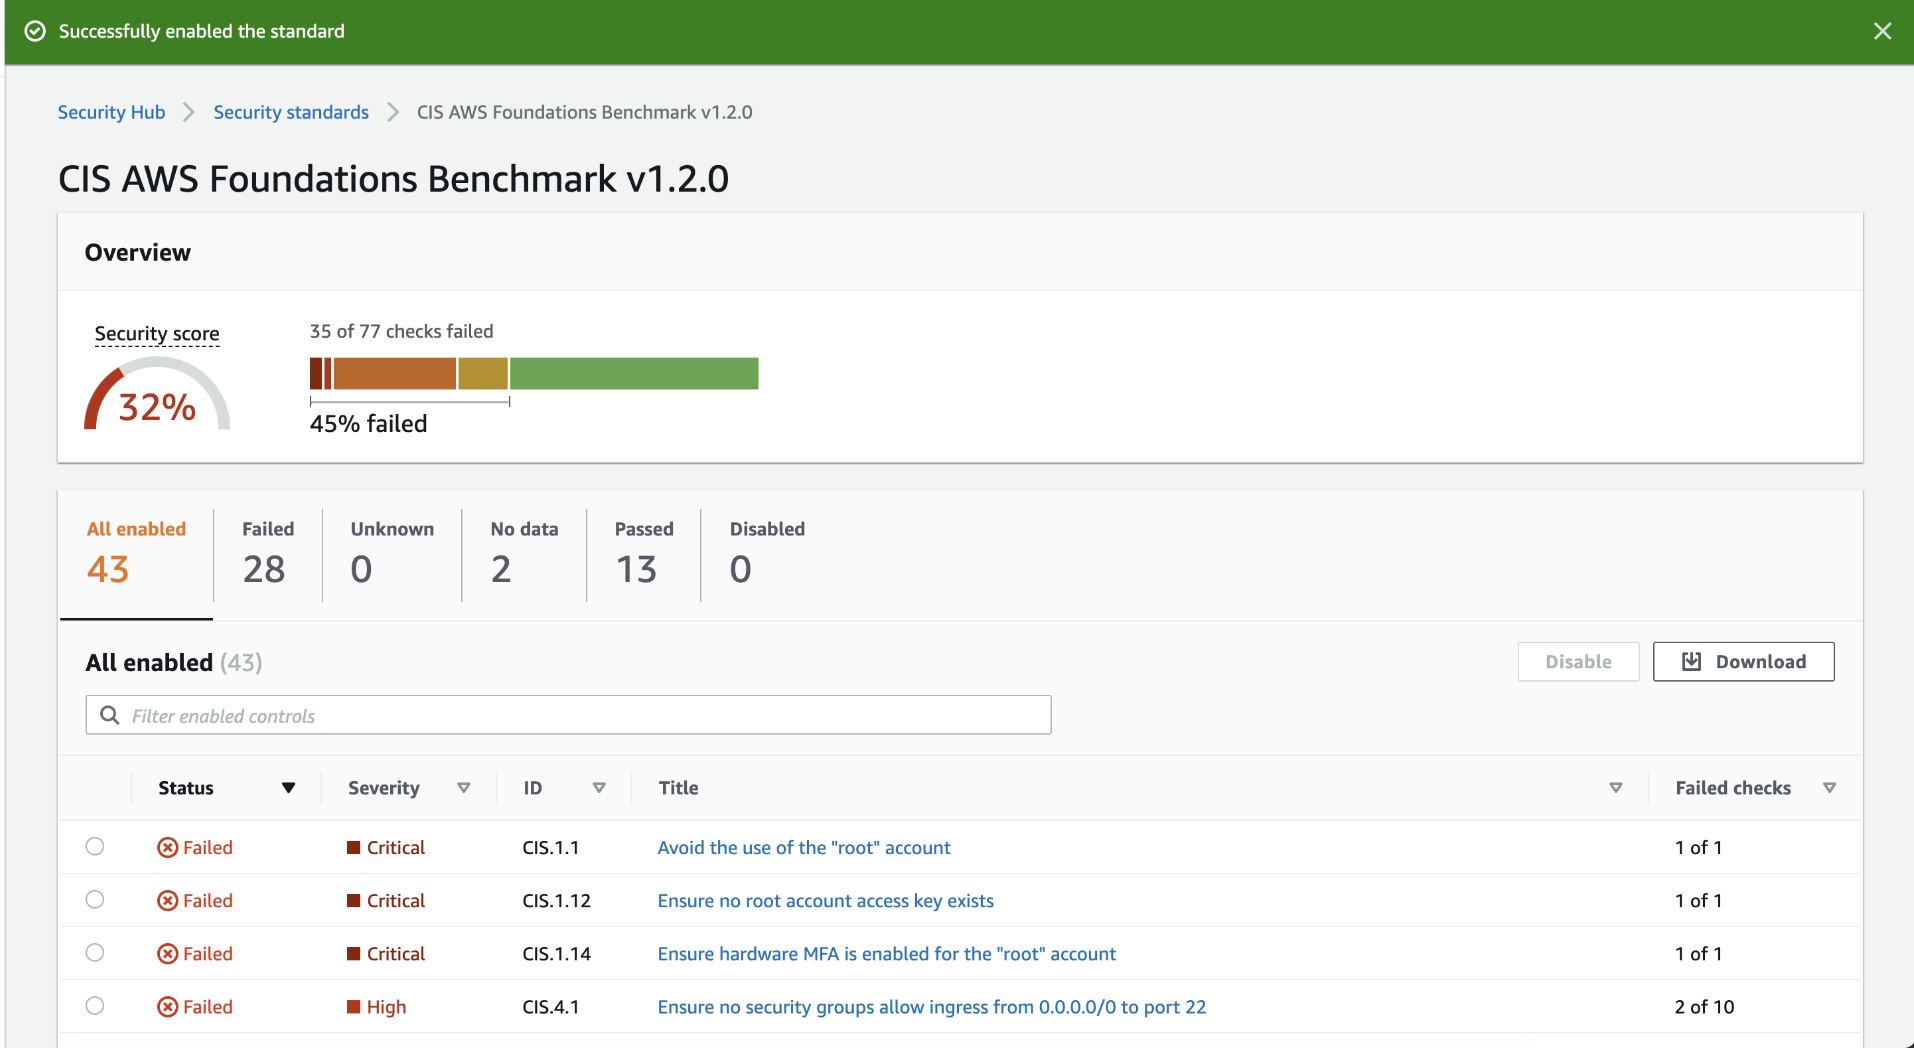 Successfully enabled the standard
Security Hub Security standards CIS AWS Foundations Benchmark v1.2.0
CIS AWS Foundations Benchmark v1.2.0
Overview
Security score
32%
35 of 77 checks failed
45% failed
All enabled Failed Unknown No data Passed Disabled
43 28 0 2 13 0
All enabled (43)
Disable Download
Filter enabled controls
Status Severity ID Title Failed checks
Failed Critical CIS.1.1 Avoid the use of the "root" account 1 of 1
Failed Critical CIS.1.12 Ensure no root account access key exists 1 of 1
Failed Critical CIS.1.14 Ensure hardware MFA is enabled for the "root" account 1 of 1
Failed High CIS.4.1 Ensure no security groups allow ingress from 0.0.0.0/0 to port 22 2 of 10